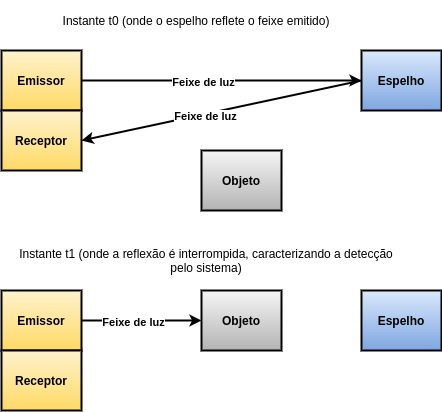 Instante t0 (onde o espelho reflete o feixe emitido)
Emissor
Feixe de luz
Espelho
Feixe de luz
Receptor
Objeto
Instante t1 (onde a reflexão é interrompida, caracterizando a detecção
pelo sistema)
Emissor
Feixe de luz
Objeto
Espelho
Receptor